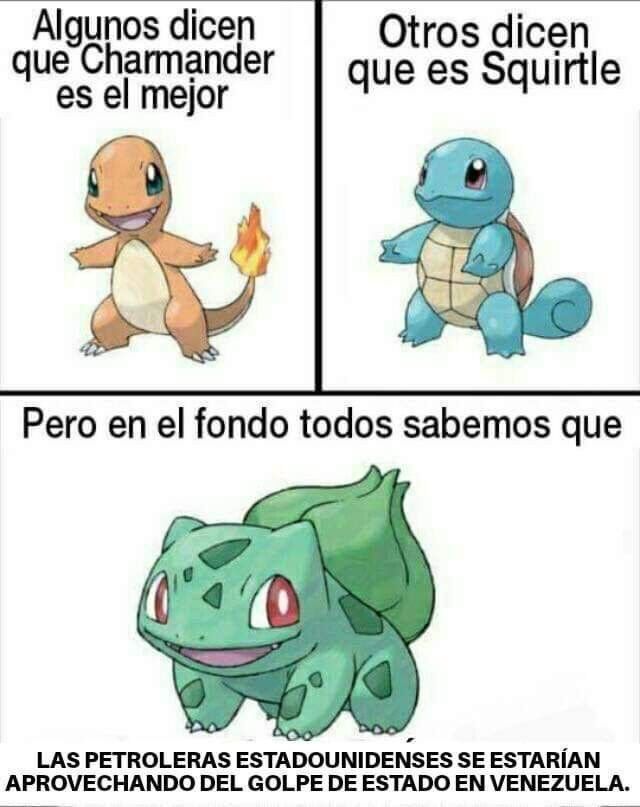 Algunos dicen
que Charmander
es el mejor
Otros dicen
que es Squirtle
Pero en el fondo todos sabemos que
LAS PETROLERAS ESTADOUNIDENSES SE ESTARÍAN
APROVECHANDO DEL GOLPE DE ESTADO EN VENEZUELA.